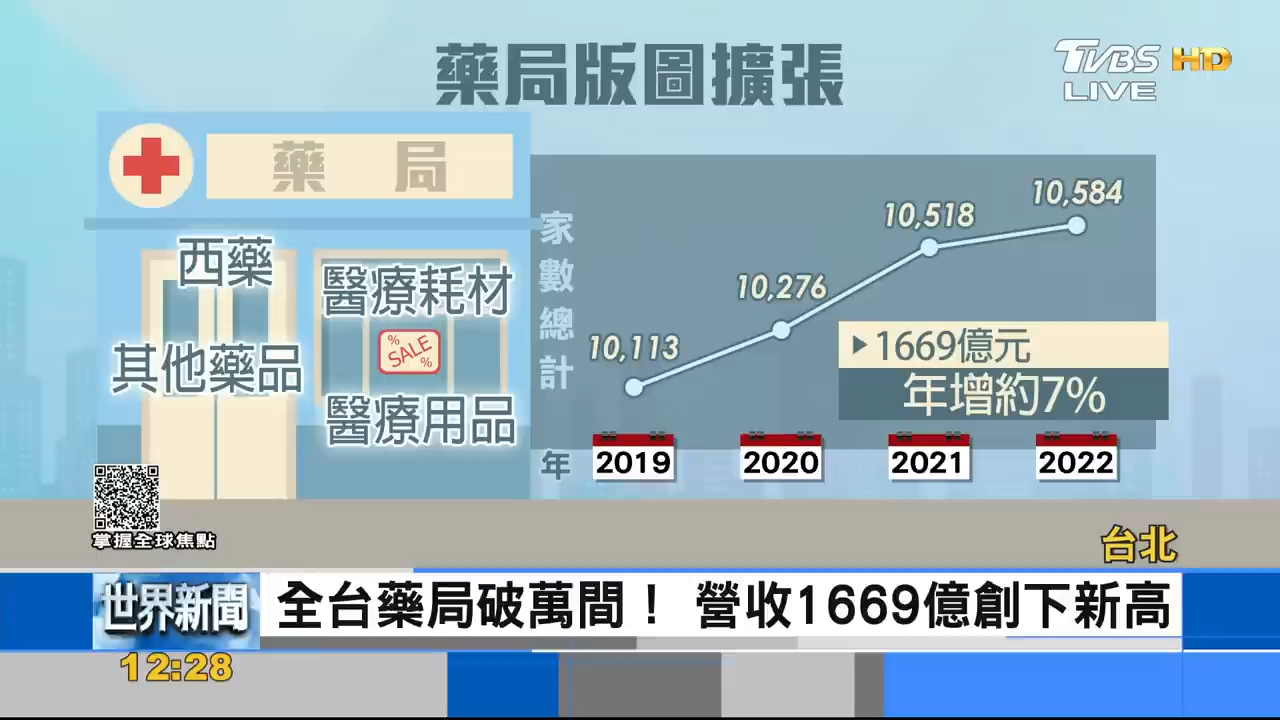 藥局版圖擴張
TVBS HD
LIVE
藥 局
西藥
醫療耗材
其他藥品
% SALE %
醫療用品
家數總計
10,113
10,276
10,518
10,584
1669億元
年增約7%
年
2019
2020
2021
2022
掌握全球焦點
台北
世界新聞
全台藥局破萬間！ 營收1669億創下新高
12:28